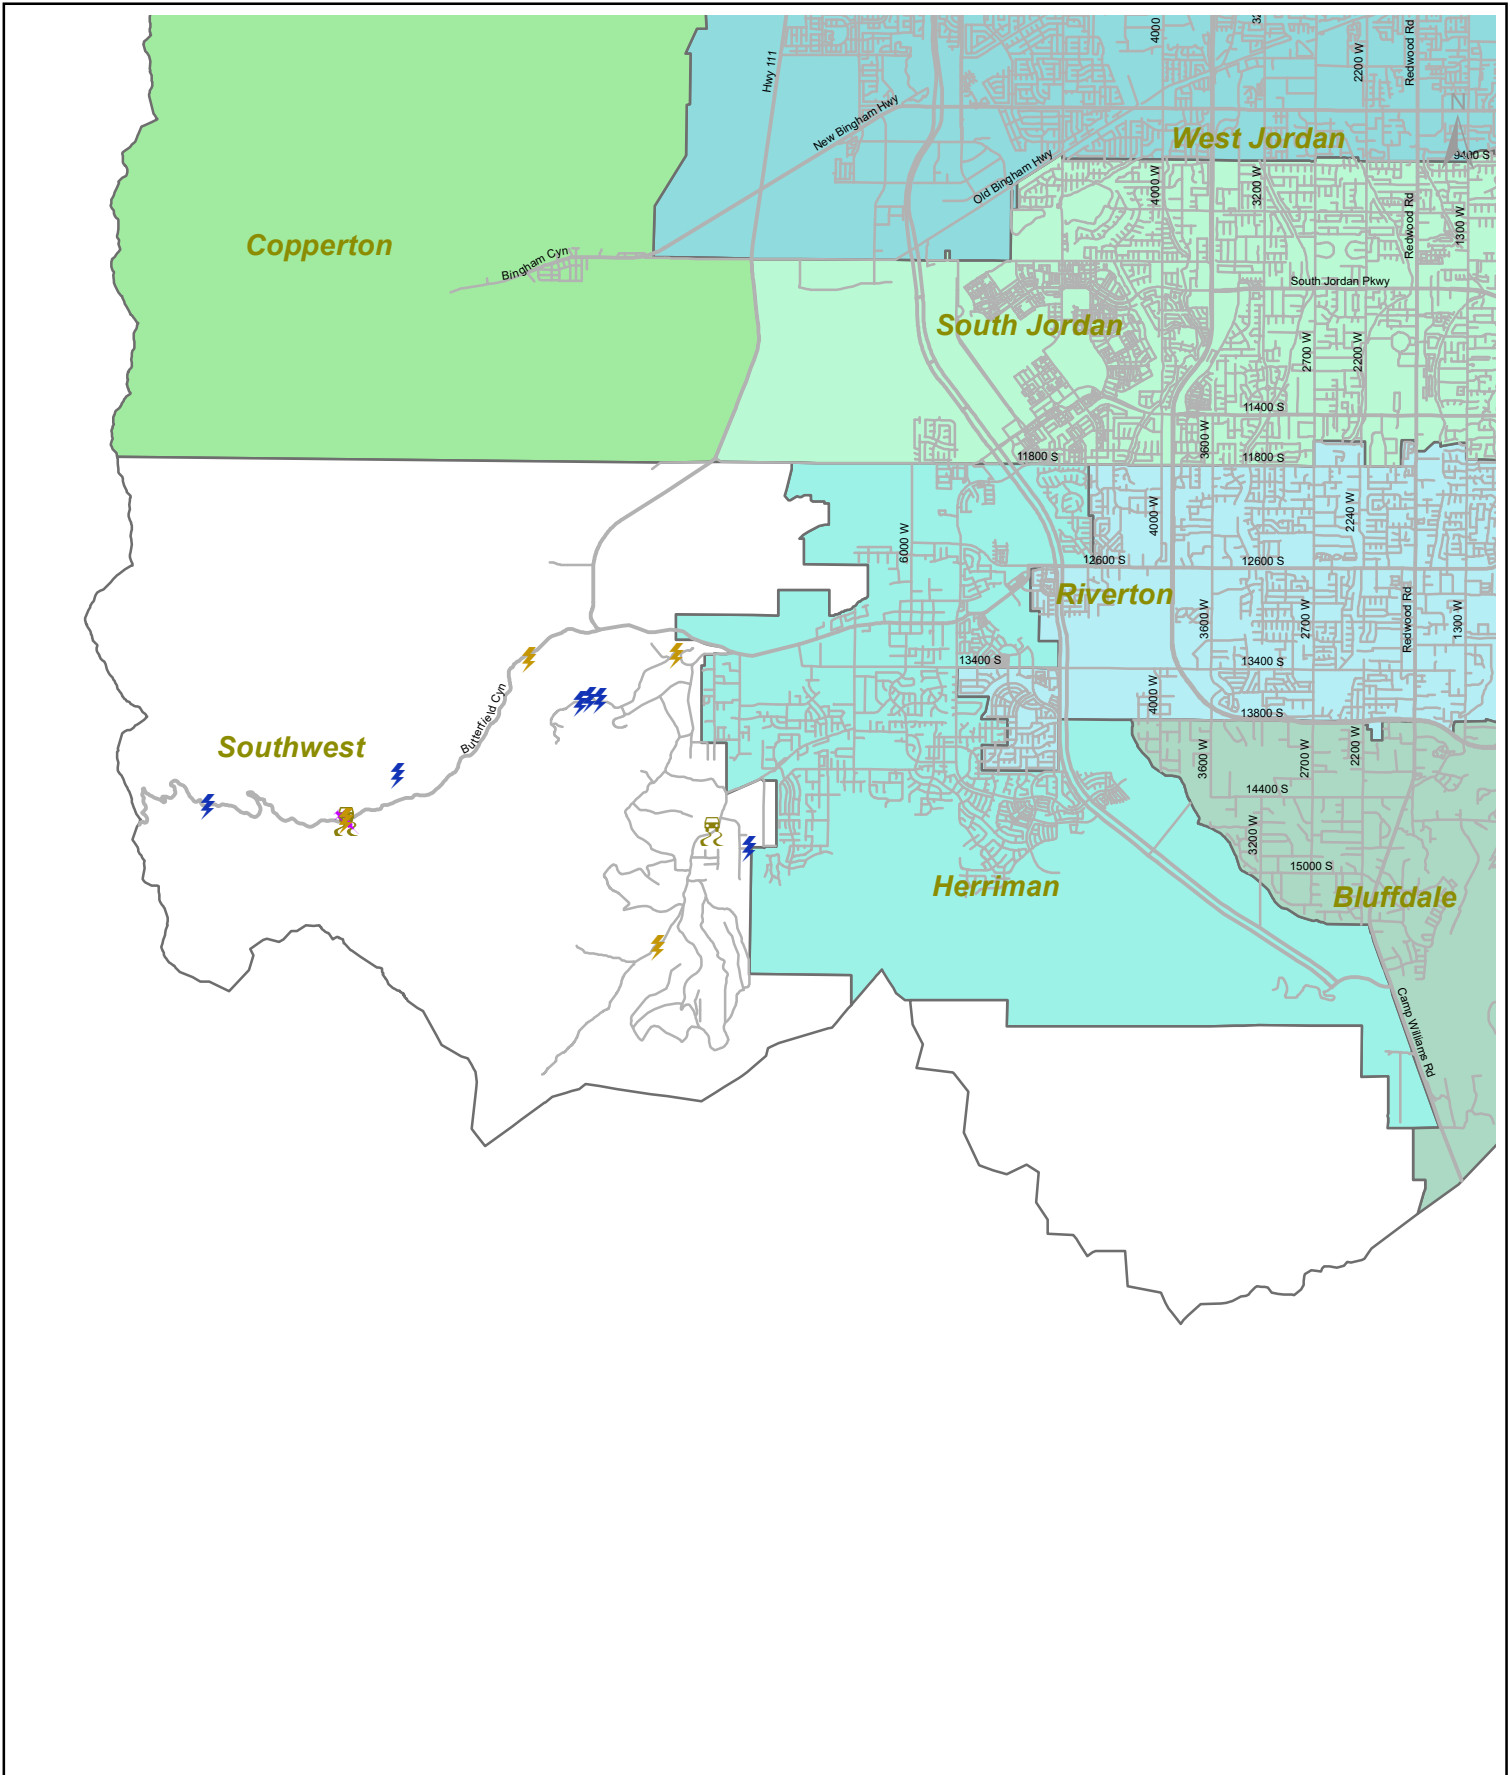 4000
32
2200 W
Redwood Rd
Hwy 111
New Bingham Hwy
N
West Jordan
9400 S
Old Bingham Hwy
4000 W
3200 W
Redwood Rd
1300 W
Copperton
Bingham Cyn
South Jordan Pkwy
South Jordan
2700 W
2200 W
11400 S
3600 W
11800 S
11800 S
6000 W
4000 W
2240 W
12600 S
12600 S
Riverton
3600 W
2700 W
Redwood Rd
1300 W
13400 S
13400 S
4000 W
13800 S
Butterfield Cyn
Southwest
3600 W
2700 W
2200 W
14400 S
3200 W
15000 S
Herriman
Bluffdale
Camp Williams Rd